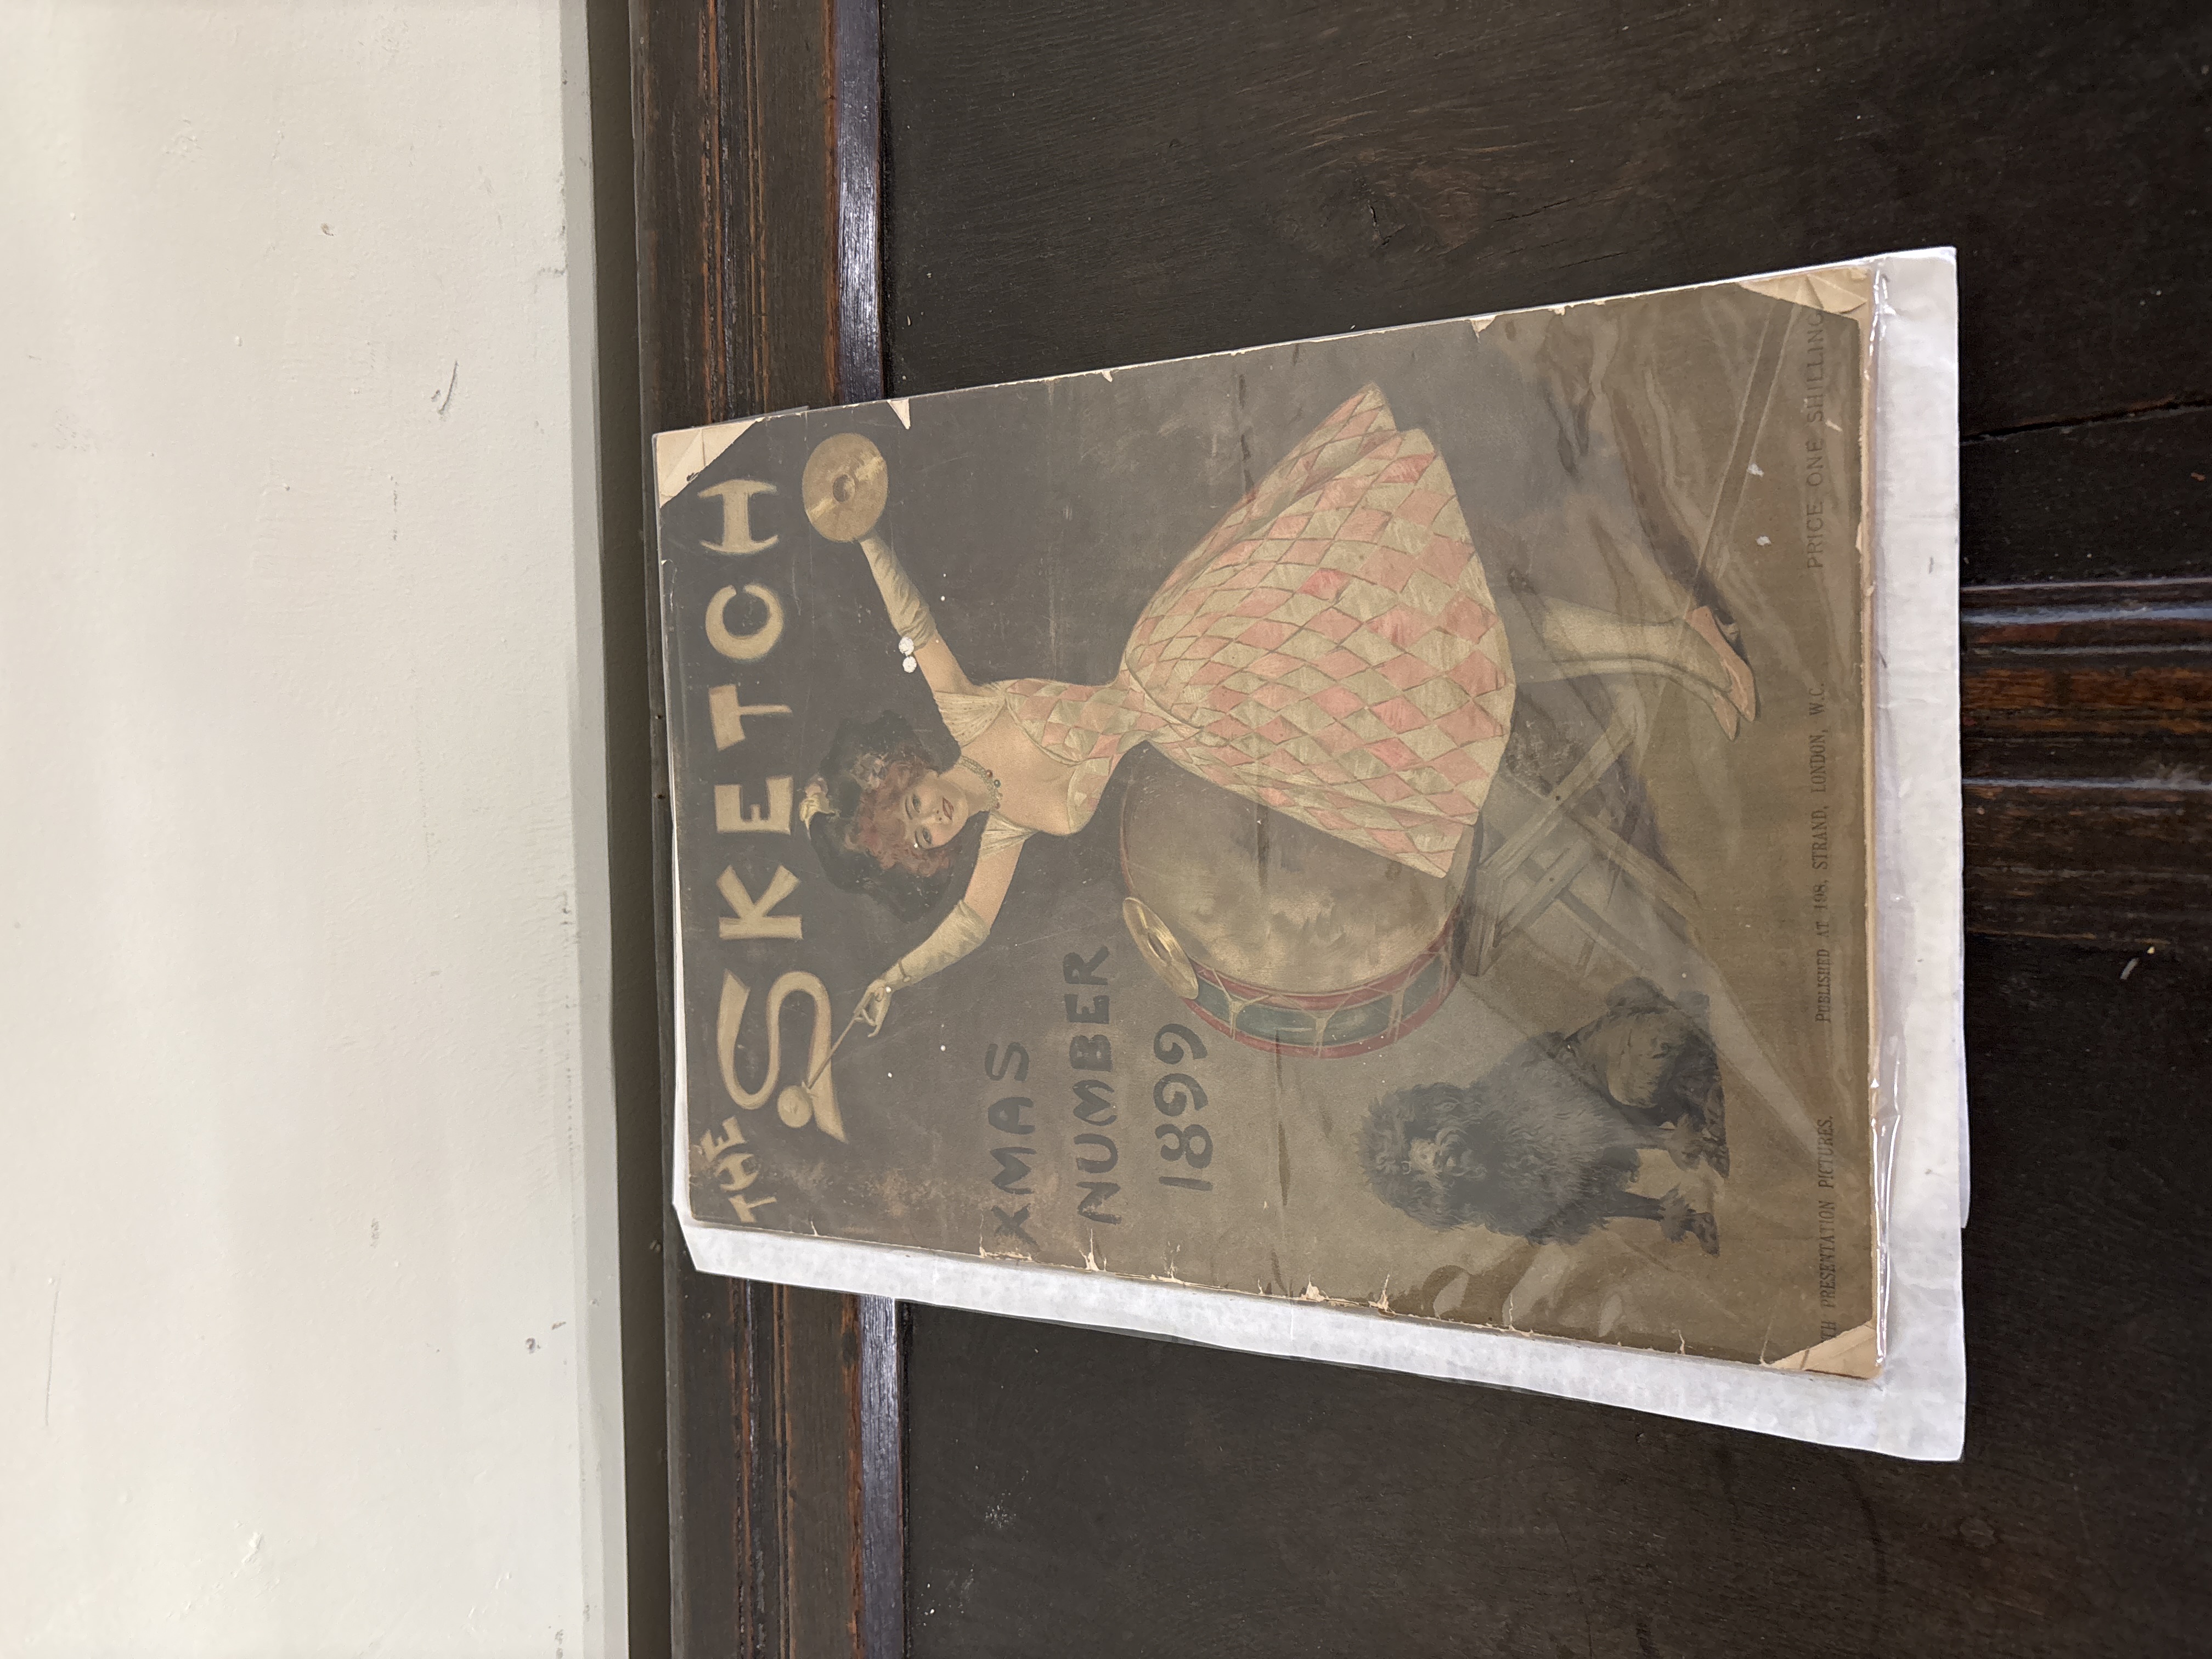 THE SKETCH
XMAS
NUMBER
1899
PRESENTATION PICTURES. PUBLISHED AT 198, STRAND, LONDON, W.C. PRICE ONE SHILLING